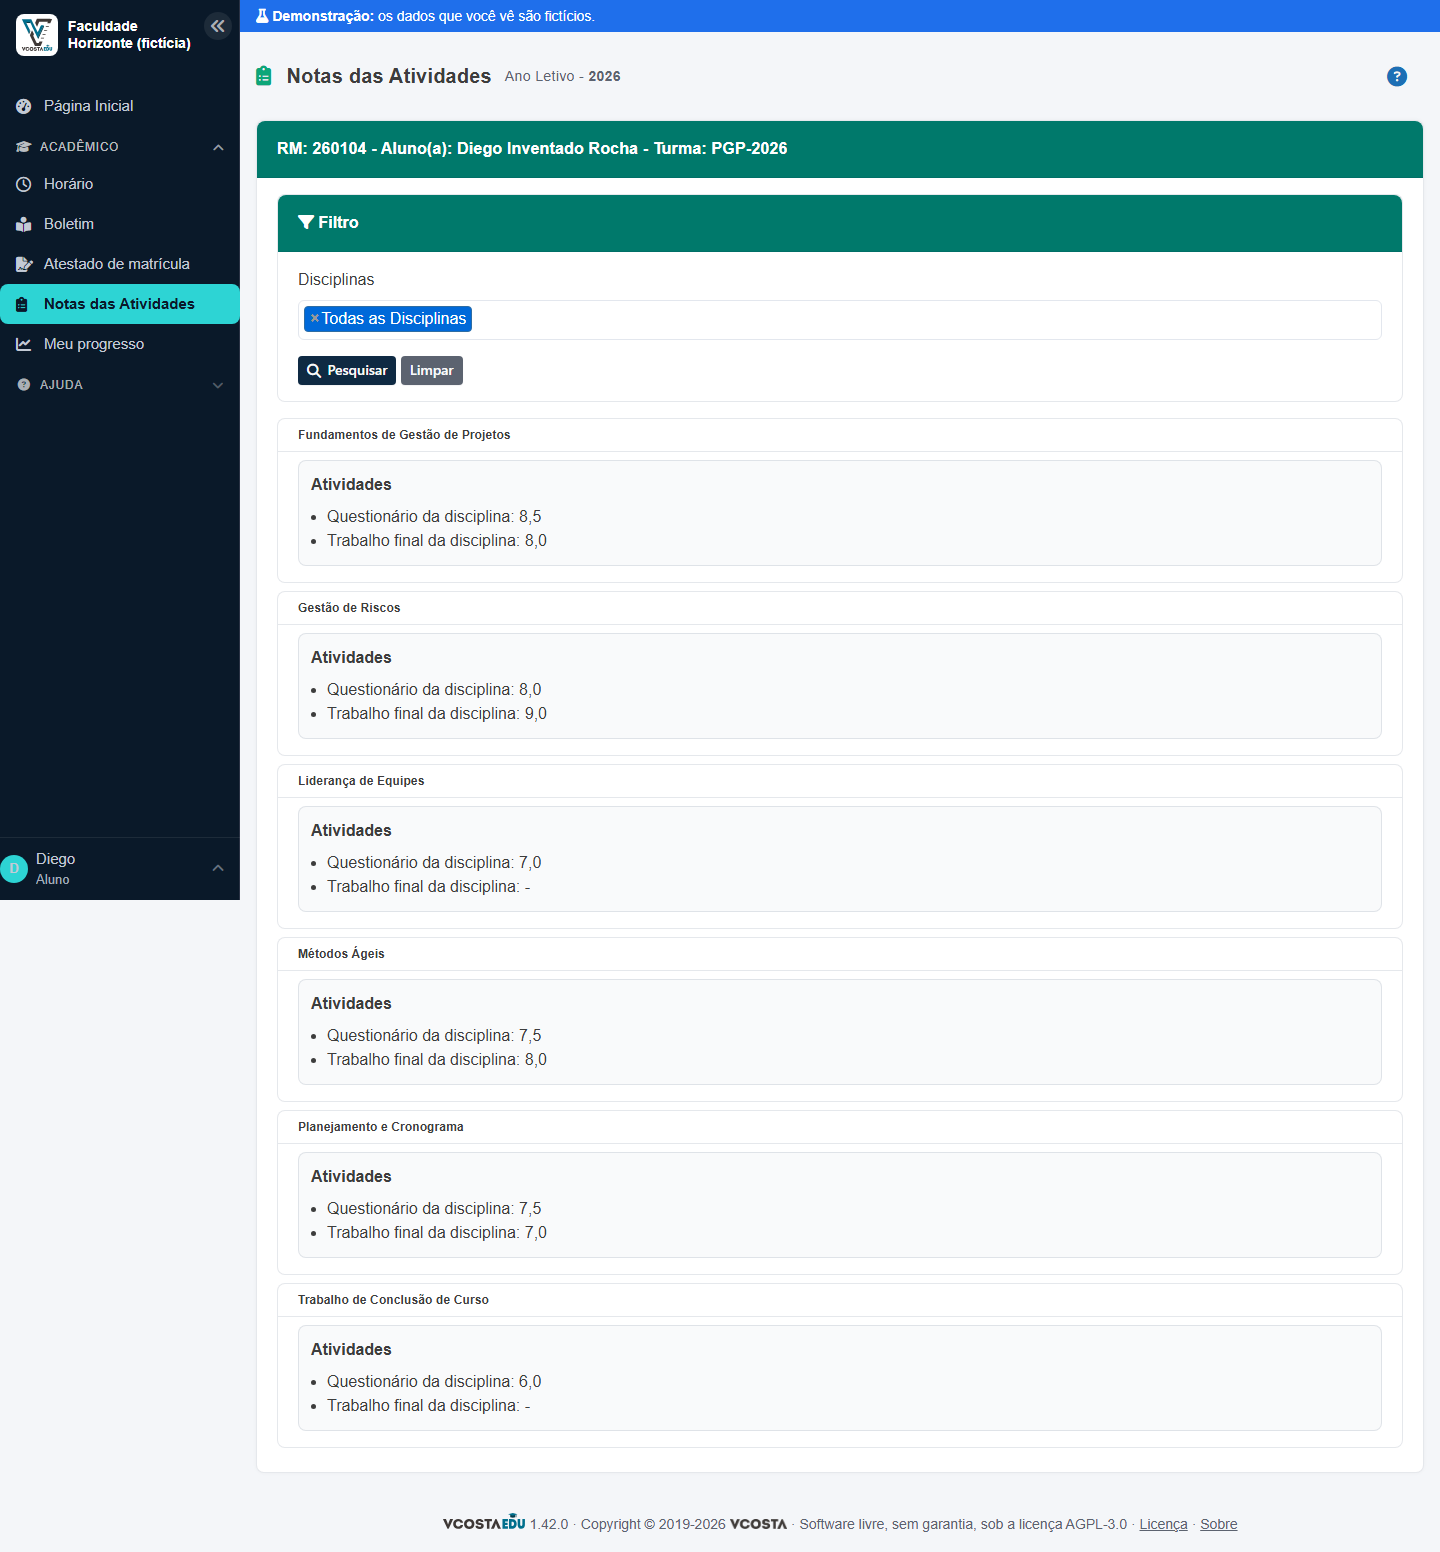 Faculdade
Horizonte (fictícia)
VCOSTAEDU
Demonstração: os dados que você vê são fictícios.
Página Inicial
ACADÊMICO
Horário
Boletim
Atestado de matrícula
Notas das Atividades
Meu progresso
AJUDA
D
Diego
Aluno
Notas das Atividades Ano Letivo - 2026
?
RM: 260104 - Aluno(a): Diego Inventado Rocha - Turma: PGP-2026
Filtro
Disciplinas
×Todas as Disciplinas
Pesquisar Limpar
Fundamentos de Gestão de Projetos
Atividades
• Questionário da disciplina: 8,5
• Trabalho final da disciplina: 8,0
Gestão de Riscos
Atividades
• Questionário da disciplina: 8,0
• Trabalho final da disciplina: 9,0
Liderança de Equipes
Atividades
• Questionário da disciplina: 7,0
• Trabalho final da disciplina: -
Métodos Ágeis
Atividades
• Questionário da disciplina: 7,5
• Trabalho final da disciplina: 8,0
Planejamento e Cronograma
Atividades
• Questionário da disciplina: 7,5
• Trabalho final da disciplina: 7,0
Trabalho de Conclusão de Curso
Atividades
• Questionário da disciplina: 6,0
• Trabalho final da disciplina: -
VCOSTAEDU 1.42.0 · Copyright © 2019-2026 VCOSTA · Software livre, sem garantia, sob a licença AGPL-3.0 · Licença · Sobre